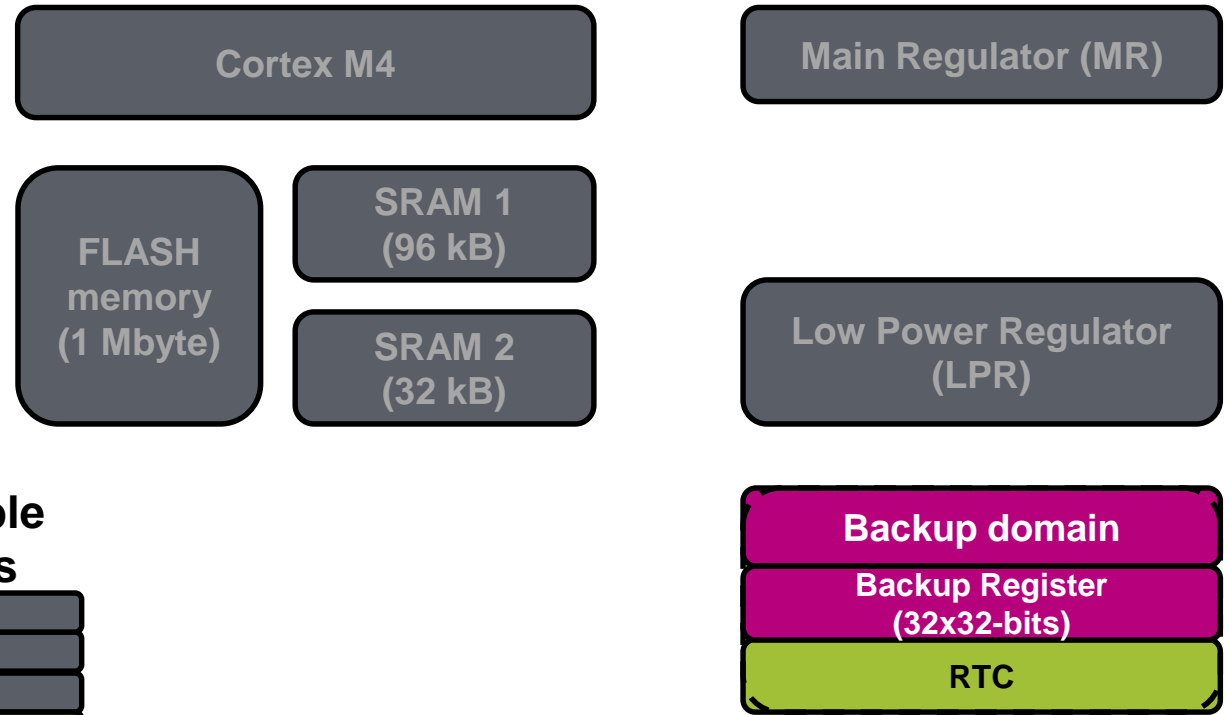 Cortex M4
Main Regulator (MR)
FLASH
memory
(1 Mbyte)
SRAM 1
(96 kB)
SRAM 2
(32 kB)
Low Power Regulator
(LPR)
Backup domain
Backup Register
(32x32-bits)
RTC